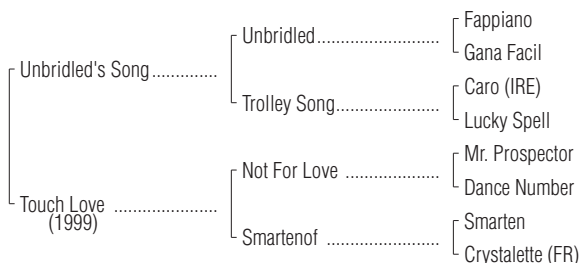 Fappiano
Unbridled........................
Gana Facil
Unbridled's Song.............
Caro (IRE)
Trolley Song.....................
Lucky Spell
Mr. Prospector
Not For Love ...................
Dance Number
Touch Love .....................
(1999)
Smarten
Smartenof .......................
Crystalette (FR)